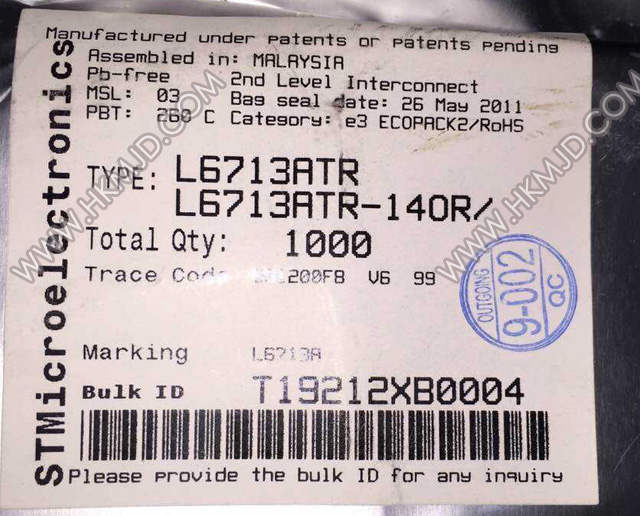 Manufactured under patents or patents pending
STMicroelectronics
Assembled in: MALAYSIA
Pb-free 2nd Level Interconnect
MSL: 03 Bag seal date: 26 May 2011
PBT: 260 C Category: e3 ECOPACK2/RoHS
TYPE: L6713ATR
L6713ATR-140R/
Total Qty: 1000
Trace Code V6 99
OUTGOING
9-002
QC
Marking L6713A
Bulk ID T19212XB0004
Please provide the bulk ID for any inquiry
WWW.HKMJD.COM
WWW.HKMJD.COM
WWW.HKMJD.COM